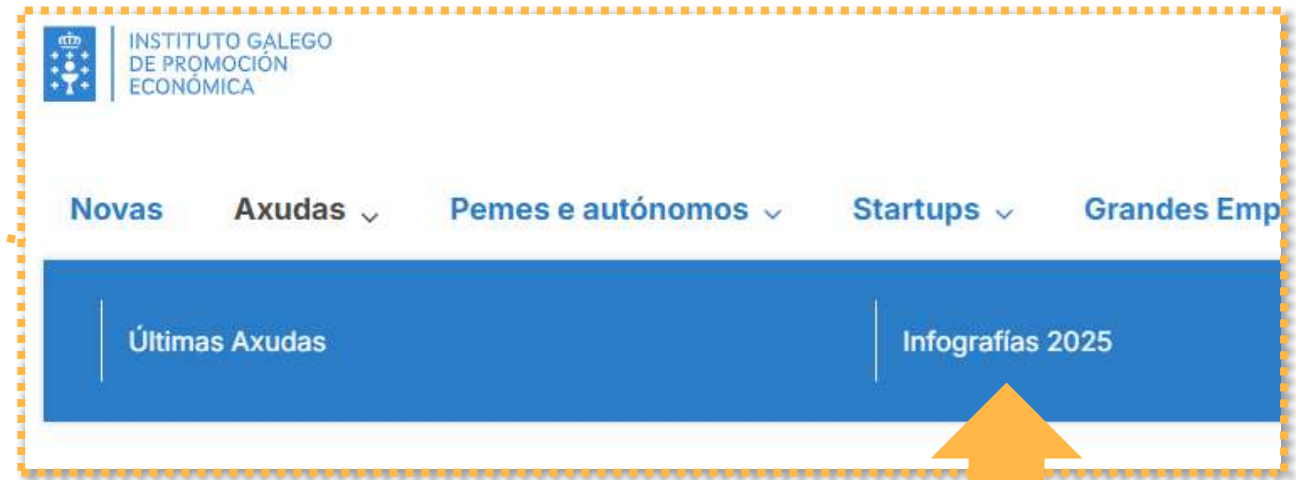 INSTITUTO GALEGO
DE PROMOCIÓN
ECONÓMICA
Novas Axudas Pemes e autónomos Startups Grandes Emp
Últimas Axudas Infografías 2025